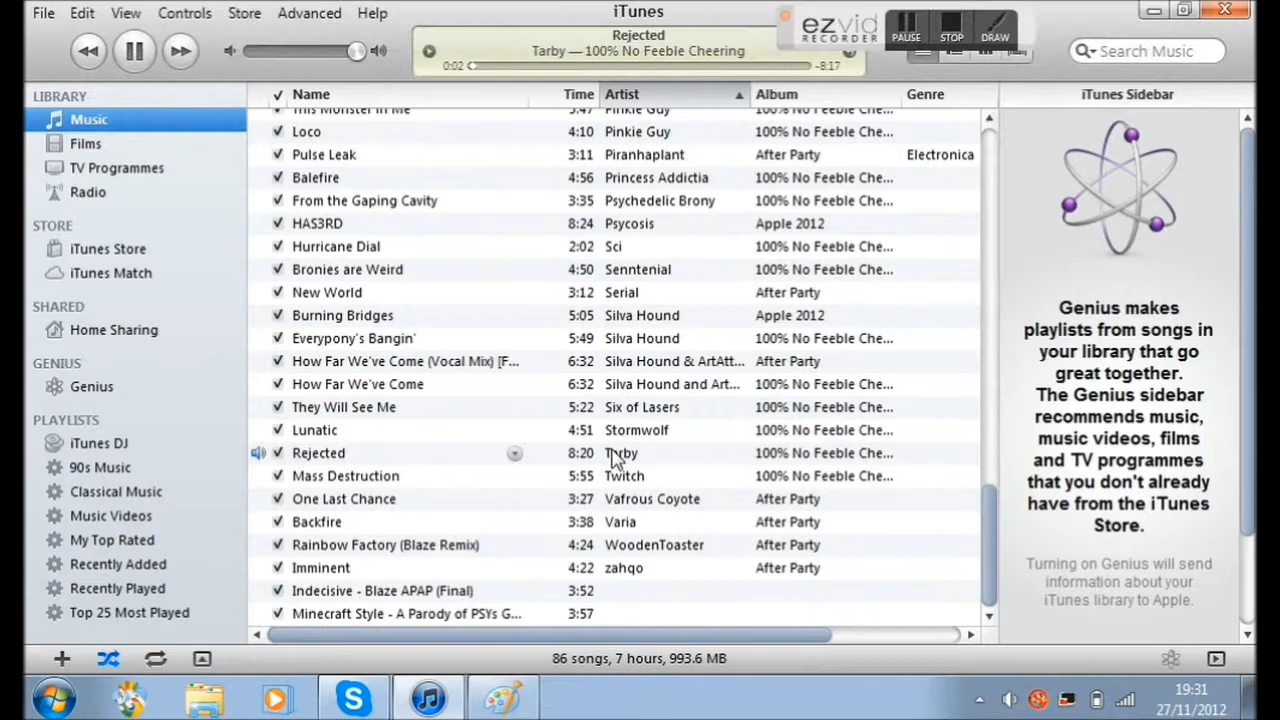 File Edit View Controls Store Advanced Help
iTunes
ezvid
RECORDER
PAUSE STOP DRAW
Rejected
Tarby — 100% No Feeble Cheering
0:02 -8:17
Search Music
LIBRARY
Music
Films
TV Programmes
Radio
STORE
iTunes Store
iTunes Match
SHARED
Home Sharing
GENIUS
Genius
PLAYLISTS
iTunes DJ
90s Music
Classical Music
Music Videos
My Top Rated
Recently Added
Recently Played
Top 25 Most Played
Name Time Artist Album Genre
This Monster In Me 3:47 Pinkie Guy 100% No Feeble Che...
Loco 4:10 Pinkie Guy 100% No Feeble Che...
Pulse Leak 3:11 Piranhaplant After Party Electronica
Balefire 4:56 Princess Addictia 100% No Feeble Che...
From the Gaping Cavity 3:35 Psychedelic Brony 100% No Feeble Che...
HAS3RD 8:24 Psycosis Apple 2012
Hurricane Dial 2:02 Sci 100% No Feeble Che...
Bronies are Weird 4:50 Senntenial 100% No Feeble Che...
New World 3:12 Serial After Party
Burning Bridges 5:05 Silva Hound Apple 2012
Everypony's Bangin' 5:49 Silva Hound 100% No Feeble Che...
How Far We've Come (Vocal Mix) [F... 6:32 Silva Hound & ArtAtt... After Party
How Far We've Come 6:32 Silva Hound and Art... 100% No Feeble Che...
They Will See Me 5:22 Six of Lasers 100% No Feeble Che...
Lunatic 4:51 Stormwolf 100% No Feeble Che...
Rejected 8:20 Tarby 100% No Feeble Che...
Mass Destruction 5:55 Twitch 100% No Feeble Che...
One Last Chance 3:27 Vafrous Coyote After Party
Backfire 3:38 Varia After Party
Rainbow Factory (Blaze Remix) 4:24 WoodenToaster After Party
Imminent 4:22 zahqo After Party
Indecisive - Blaze APAP (Final) 3:52
Minecraft Style - A Parody of PSYs G... 3:57
iTunes Sidebar
Genius makes
playlists from songs in
your library that go
great together.
The Genius sidebar
recommends music,
music videos, films
and TV programmes
that you don't already
have from the iTunes
Store.
Turning on Genius will send
information about your
iTunes library to Apple.
86 songs, 7 hours, 993.6 MB
19:31
27/11/2012